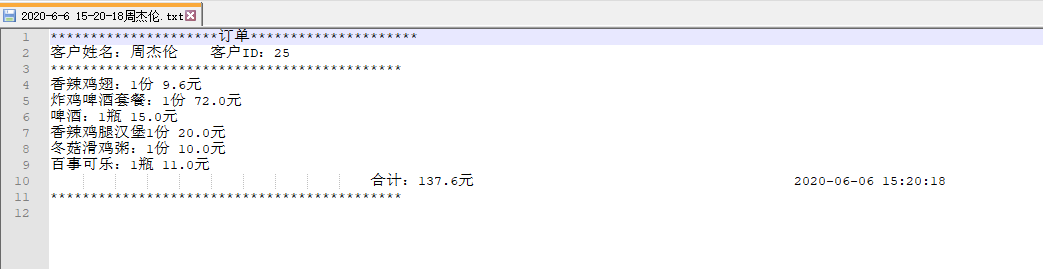 2020-6-6 15-20-18周杰伦.txt
1 *********************订单*********************
2 客户姓名：周杰伦 客户ID：25
3 ********************************************
4 香辣鸡翅：1份 9.6元
5 炸鸡啤酒套餐：1份 72.0元
6 啤酒：1瓶 15.0元
7 香辣鸡腿汉堡1份 20.0元
8 冬菇滑鸡粥：1份 10.0元
9 百事可乐：1瓶 11.0元
10 合计：137.6元 2020-06-06 15:20:18
11 ********************************************
12